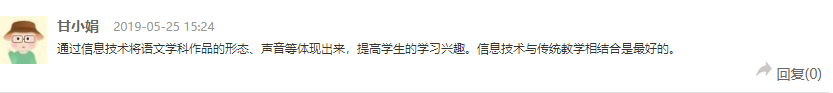 甘小娟 2019-05-25 15:24
通过信息技术将语文学科作品的形态、声音等体现出来，提高学生的学习兴趣。信息技术与传统教学相结合是最好的。
回复(0)